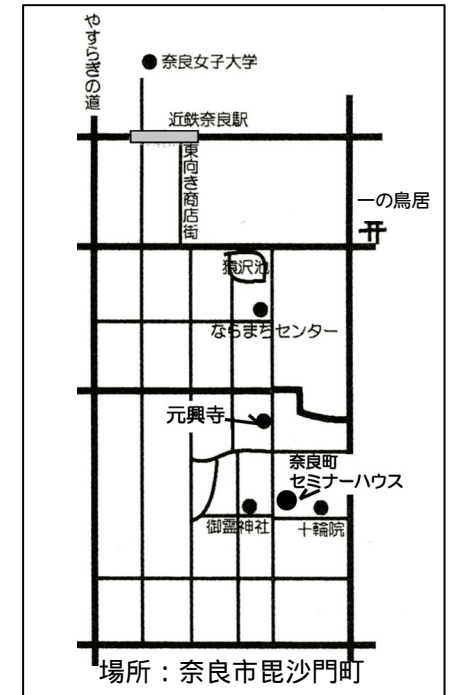 やすらぎの道
奈良女子大学
近鉄奈良駅
東向き商店街
一の鳥居
猿沢池
ならまちセンター
元興寺
奈良町
セミナーハウス
御霊神社
十輪院
場所：奈良市毘沙門町